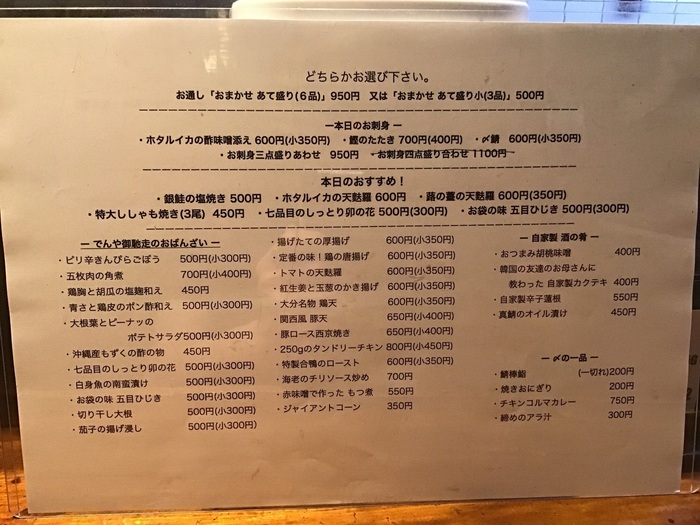 どちらかお選び下さい。
お通し「おまかせ あて盛り(6品)」950円 又は「おまかせ あて盛り小(3品)」500円
ー本日のお刺身ー
・ホタルイカの酢味噌添え 600円(小350円) ・鰹のたたき 700円(400円) ・〆鯖 600円(小350円)
・お刺身三点盛りあわせ 950円 ・お刺身四点盛り合わせ 1100円
本日のおすすめ！
・銀鮭の塩焼き 500円 ・ホタルイカの天麩羅 600円 ・蕗の薹の天麩羅 600円(350円)
・特大ししゃも焼き(3尾) 450円 ・七品目のしっとり卯の花 500円(300円) ・お袋の味 五目ひじき 500円(300円)
ー でんや御馳走のおばんざい ー
・ピリ辛きんぴらごぼう 500円(小300円)
・五枚肉の角煮 700円(小400円)
・鶏胸と胡瓜の塩麹和え 450円
・青さと鶏皮のポン酢和え 500円(小300円)
・大根葉とピーナッの
ポテトサラダ500円(小300円)
・沖縄産もずくの酢の物 450円
・七品目のしっとり卯の花 500円(小300円)
・白身魚の南蛮漬け 500円(小300円)
・お袋の味 五目ひじき 500円(小300円)
・切り干し大根 500円(小300円)
・茄子の揚げ浸し 500円(小300円)
・揚げたての厚揚げ 600円(小350円)
・定番の味！鶏の唐揚げ 600円(小350円)
・トマトの天麩羅 600円(小350円)
・紅生姜と玉葱のかき揚げ 600円(小350円)
・大分名物 鶏天 600円(小350円)
・関西風 豚天 650円(小400円)
・豚ロース西京焼き 650円(小400円)
・250gのタンドリーチキン 800円(小450円)
・特製合鴨のロースト 600円(小350円)
・海老のチリソース炒め 700円
・赤味噌で作った もつ煮 550円
・ジャイアントコーン 350円
ー 自家製 酒の肴 ー
・おつまみ胡桃味噌 400円
・韓国の友達のお母さんに
教わった 自家製カクテキ 400円
・自家製辛子蓮根 550円
・真鯖のオイル漬け 450円
ー 〆の一品 ー
・鯖棒鮨 (一切れ)200円
・焼きおにぎり 200円
・チキンコルマカレー 750円
・締めのアラ汁 300円